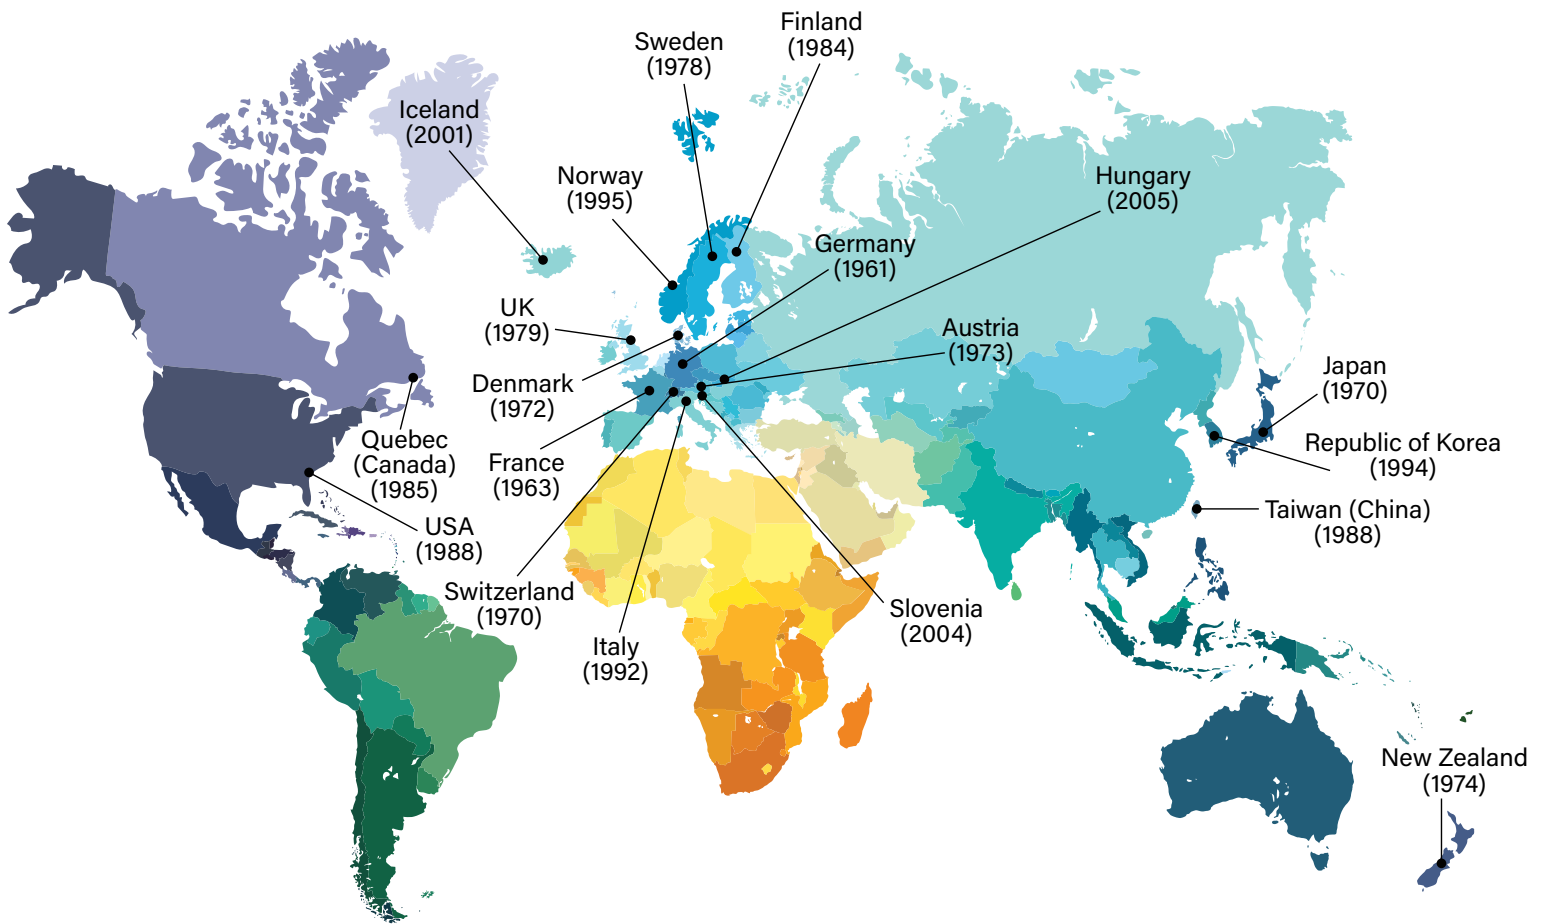 Finland
(1984)
Sweden
(1978)
Iceland
(2001)
Norway
(1995)
Hungary
(2005)
Germany
(1961)
UK
(1979)
Austria
(1973)
Denmark
(1972)
Japan
(1970)
Quebec
(Canada)
(1985)
France
(1963)
Republic of Korea
(1994)
USA
(1988)
Taiwan (China)
(1988)
Switzerland
(1970)
Slovenia
(2004)
Italy
(1992)
New Zealand
(1974)